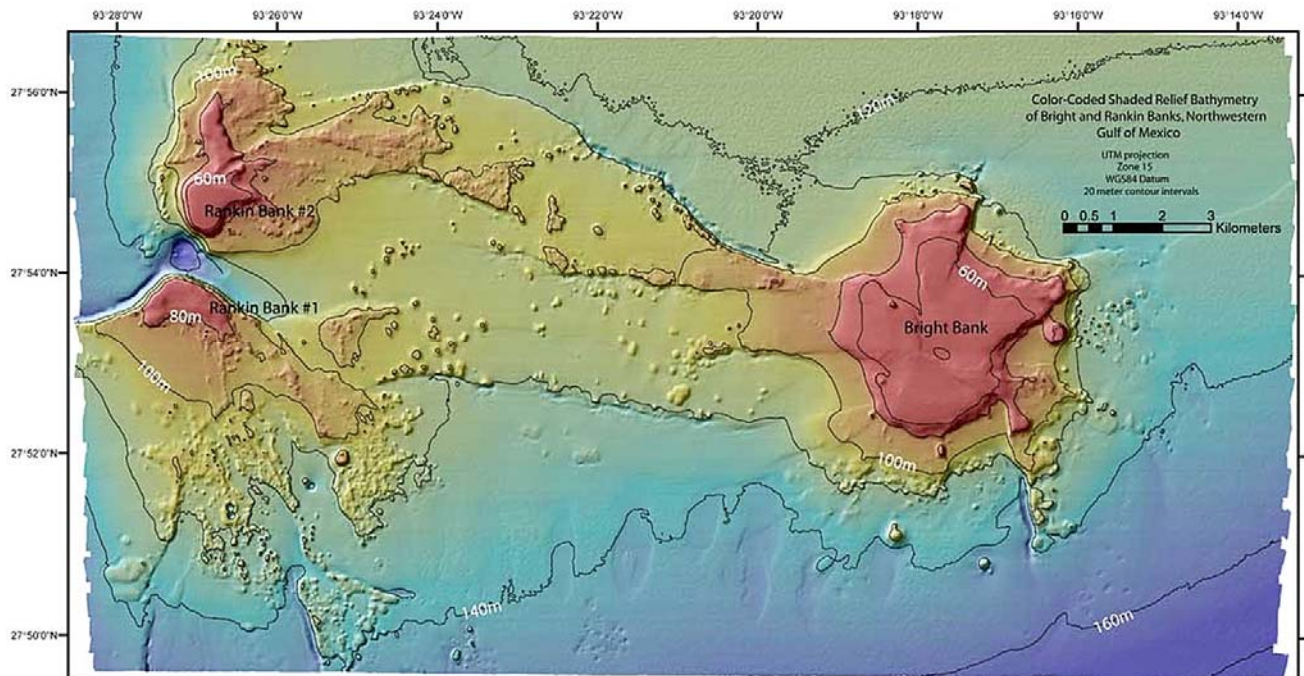 93°28'0"W 93°26'0"W 93°24'0"W 93°22'0"W 93°20'0"W 93°18'0"W 93°16'0"W 93°14'0"W
100m
27°56'0"N
120m
Color-Coded Shaded Relief Bathymetry
of Bright and Rankin Banks, Northwestern
Gulf of Mexico
UTM projection
Zone 15
WGS84 Datum
20 meter contour intervals
0 0.5 1 2 3 Kilometers
60m
Rankin Bank #2
27°54'0"N
60m
Rankin Bank #1
80m
Bright Bank
100m
27°52'0"N
100m
140m
160m
27°50'0"N